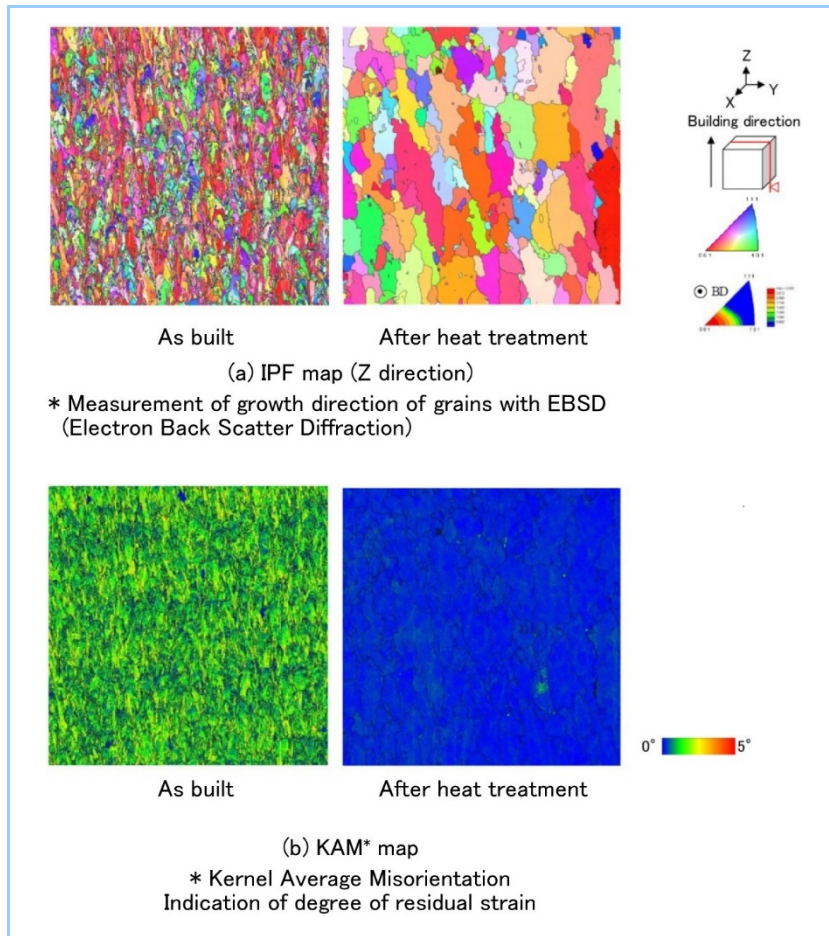 Z
X
Y
Building direction
111
001
101
BD
111
001
101
As built
After heat treatment
(a) IPF map (Z direction)
* Measurement of growth direction of grains with EBSD
(Electron Back Scatter Diffraction)
0°
5°
As built
After heat treatment
(b) KAM* map
* Kernel Average Misorientation
Indication of degree of residual strain